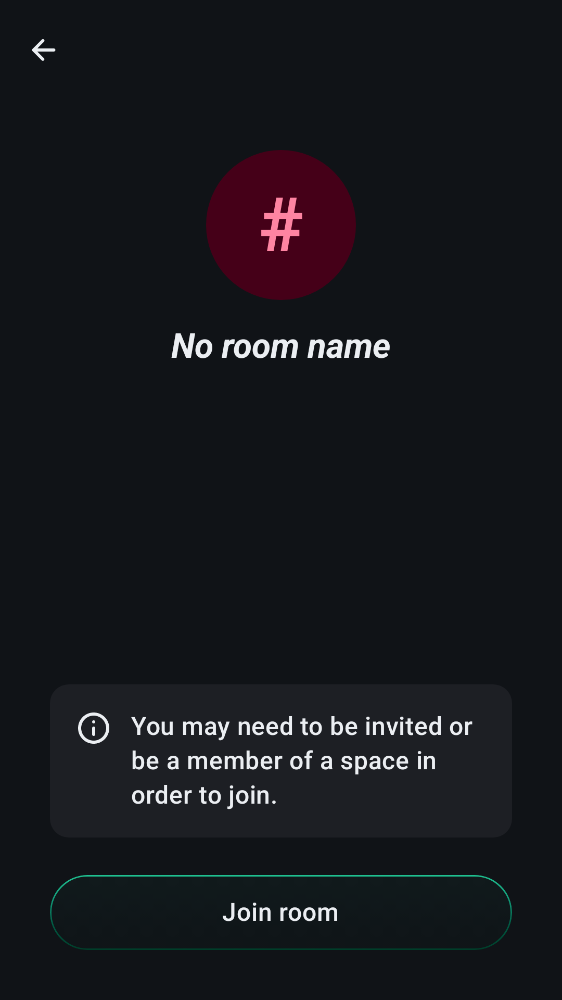 #
No room name
You may need to be invited or
be a member of a space in
order to join.
Join room